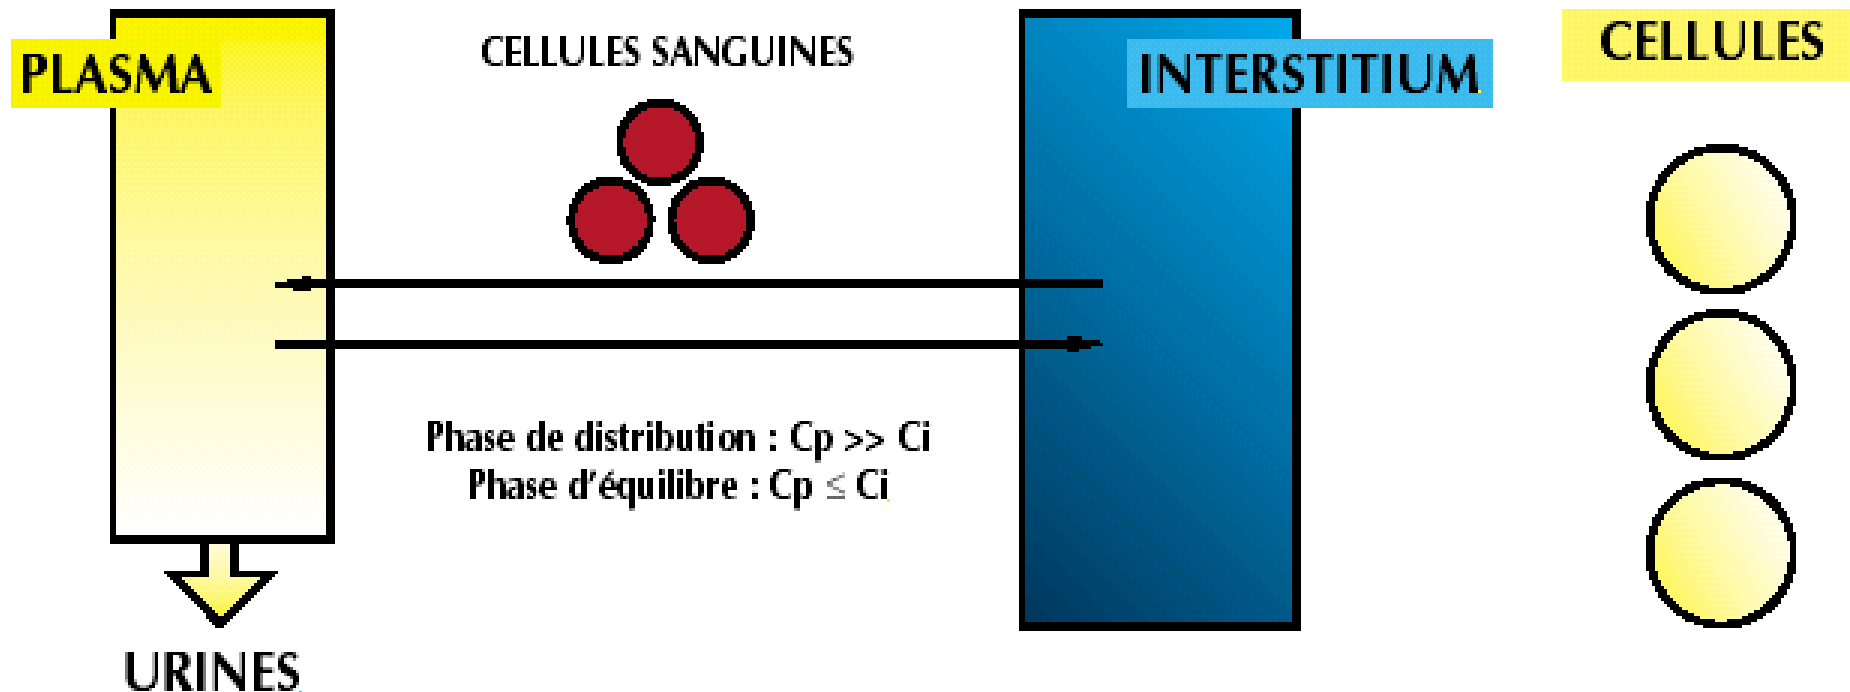 PLASMA
CELLULES SANGUINES
INTERSTITIUM
CELLULES
Phase de distribution : Cp >> Ci
Phase d'équilibre : Cp ≤ Ci
URINES